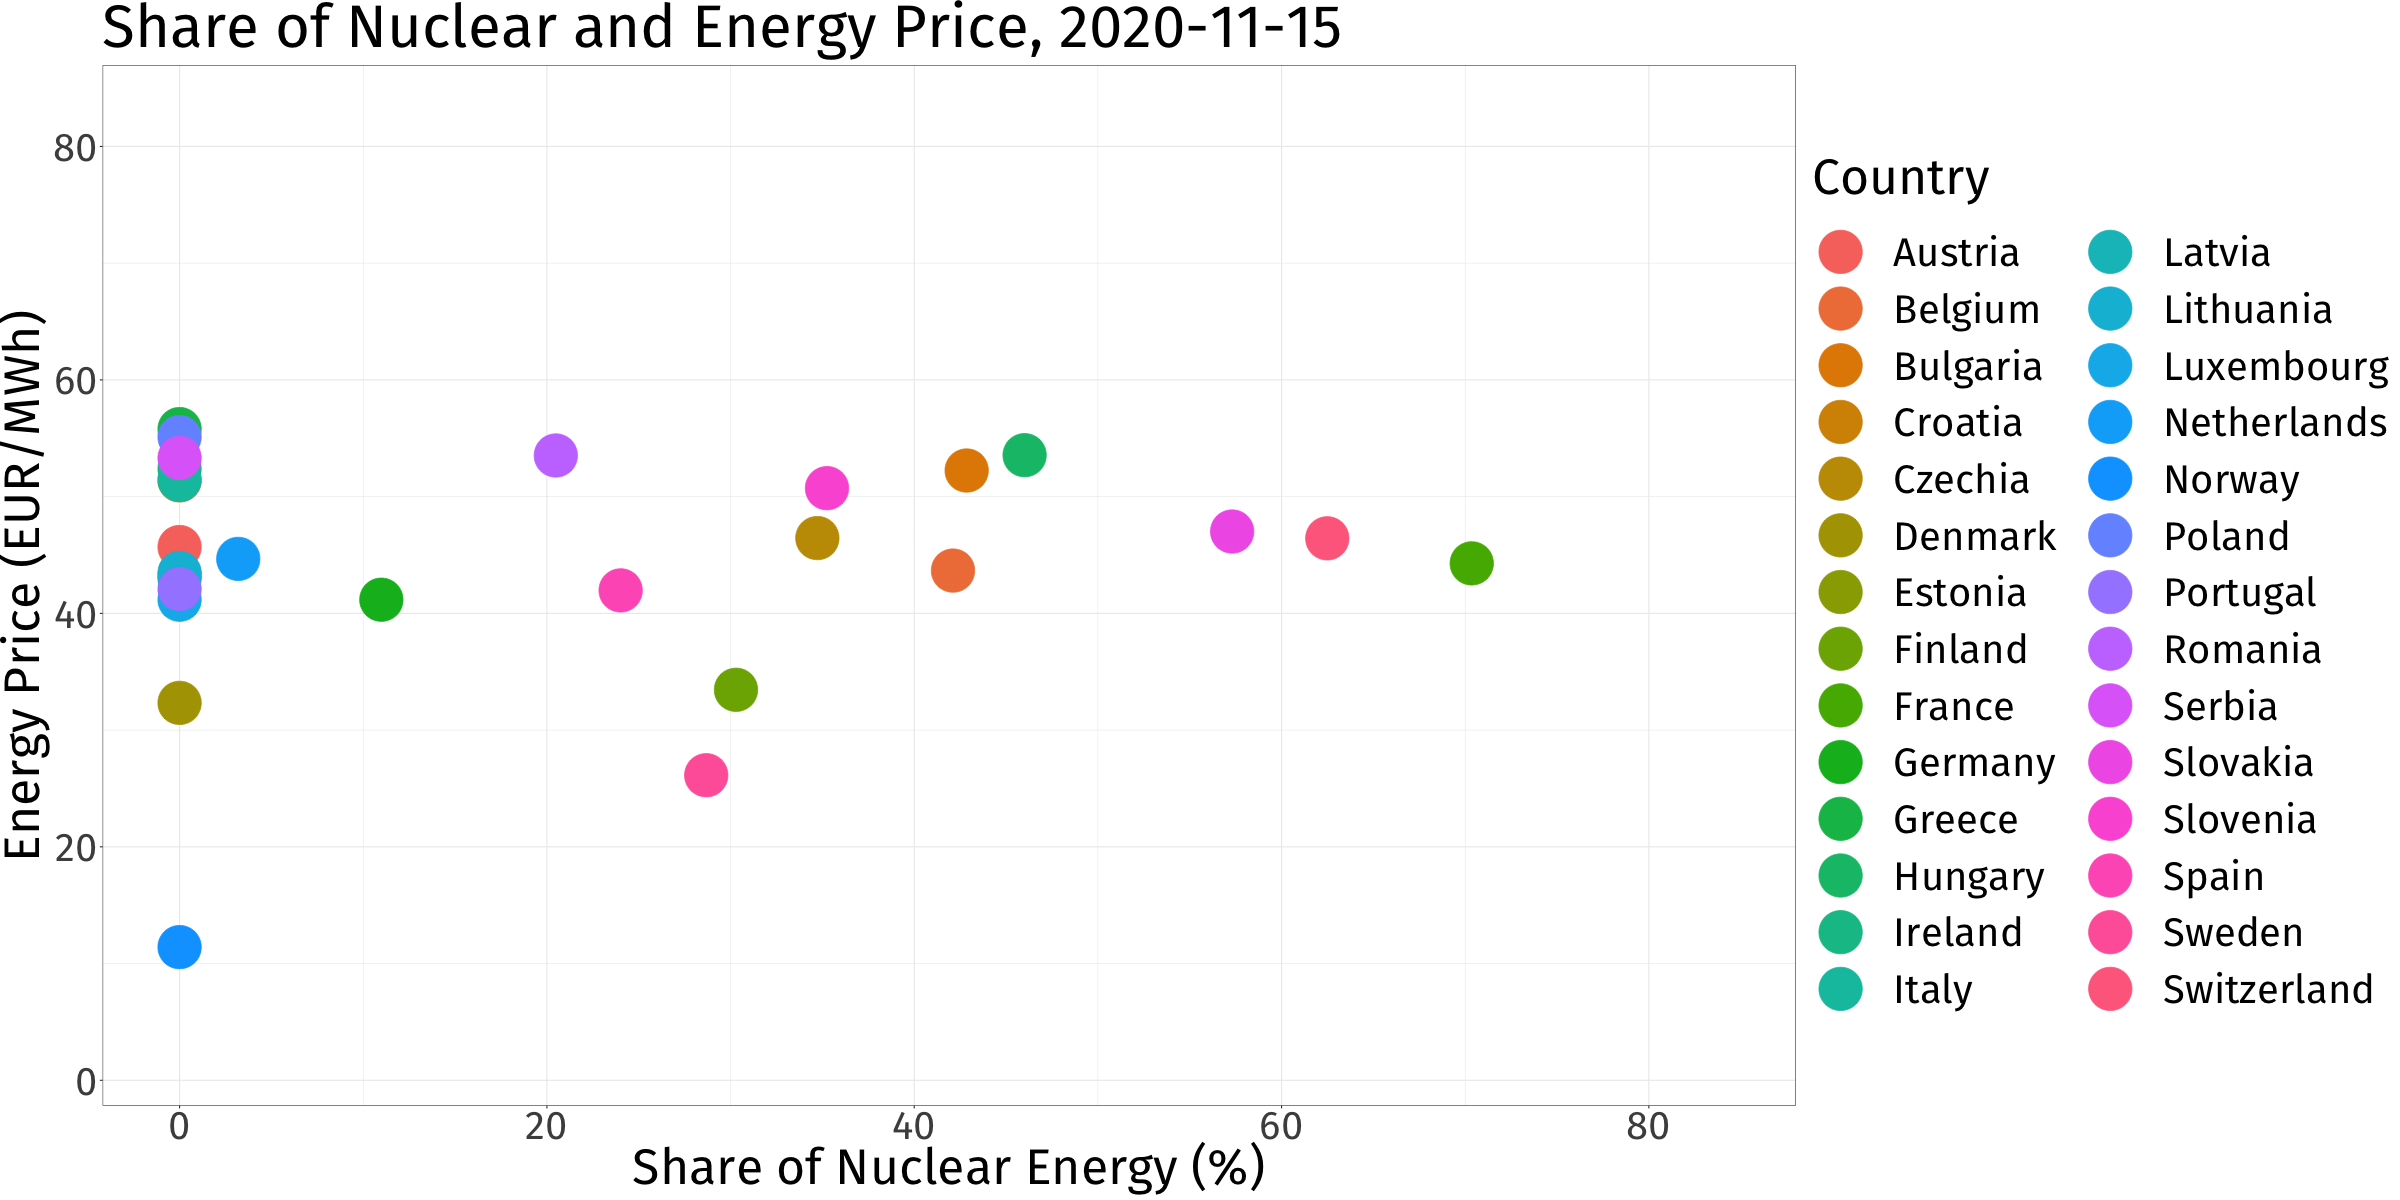 Share of Nuclear and Energy Price, 2020-11-15
Energy Price (EUR/MWh)
80
60
40
20
0
0 20 40 60 80
Share of Nuclear Energy (%)
Country
Austria
Belgium
Bulgaria
Croatia
Czechia
Denmark
Estonia
Finland
France
Germany
Greece
Hungary
Ireland
Italy
Latvia
Lithuania
Luxembourg
Netherlands
Norway
Poland
Portugal
Romania
Serbia
Slovakia
Slovenia
Spain
Sweden
Switzerland